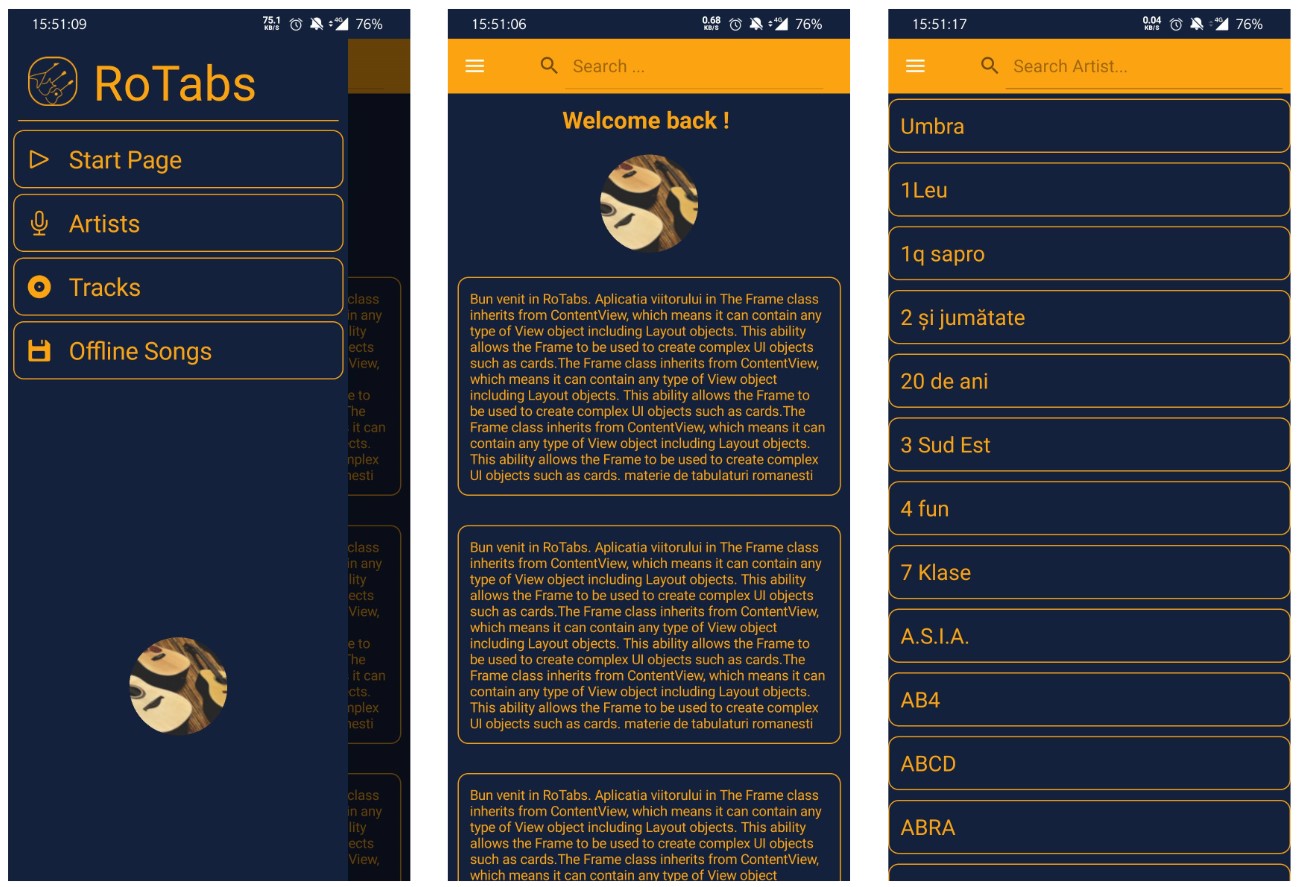 15:51:09
75.1
KB/S
4G
76%
RoTabs
Start Page
Artists
Tracks
Offline Songs
class
in any
lity
ects
View,
e to
The
it can
cts.
mplex
nesti
class
in any
lity
ects
View,
e to
The
it can
cts.
mplex
nesti
class
in any
lity
ects
View,
15:51:06
0.68
KB/S
4G
76%
Search ...
Welcome back !
Bun venit in RoTabs. Aplicatia viitorului in The Frame class
inherits from ContentView, which means it can contain any
type of View object including Layout objects. This ability
allows the Frame to be used to create complex UI objects
such as cards.The Frame class inherits from ContentView,
which means it can contain any type of View object
including Layout objects. This ability allows the Frame to
be used to create complex UI objects such as cards.The
Frame class inherits from ContentView, which means it can
contain any type of View object including Layout objects.
This ability allows the Frame to be used to create complex
UI objects such as cards. materie de tabulaturi romanesti
Bun venit in RoTabs. Aplicatia viitorului in The Frame class
inherits from ContentView, which means it can contain any
type of View object including Layout objects. This ability
allows the Frame to be used to create complex UI objects
such as cards.The Frame class inherits from ContentView,
which means it can contain any type of View object
including Layout objects. This ability allows the Frame to
be used to create complex UI objects such as cards.The
Frame class inherits from ContentView, which means it can
contain any type of View object including Layout objects.
This ability allows the Frame to be used to create complex
UI objects such as cards. materie de tabulaturi romanesti
Bun venit in RoTabs. Aplicatia viitorului in The Frame class
inherits from ContentView, which means it can contain any
type of View object including Layout objects. This ability
allows the Frame to be used to create complex UI objects
such as cards.The Frame class inherits from ContentView,
which means it can contain any type of View object
15:51:17
0.04
KB/S
4G
76%
Search Artist...
Umbra
1Leu
1q sapro
2 și jumătate
20 de ani
3 Sud Est
4 fun
7 Klase
A.S.I.A.
AB4
ABCD
ABRA